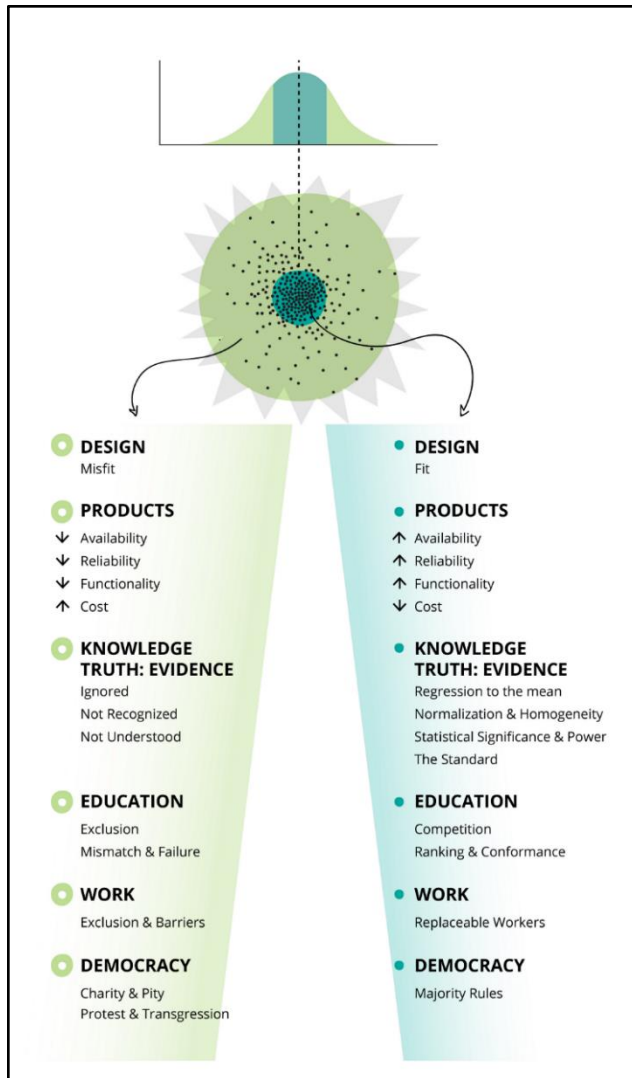 DESIGN
Misfit
PRODUCTS
Availability
Reliability
Functionality
Cost
KNOWLEDGE
TRUTH: EVIDENCE
Ignored
Not Recognized
Not Understood
EDUCATION
Exclusion
Mismatch & Failure
WORK
Exclusion & Barriers
DEMOCRACY
Charity & Pity
Protest & Transgression
DESIGN
Fit
PRODUCTS
Availability
Reliability
Functionality
Cost
KNOWLEDGE
TRUTH: EVIDENCE
Regression to the mean
Normalization & Homogeneity
Statistical Significance & Power
The Standard
EDUCATION
Competition
Ranking & Conformance
WORK
Replaceable Workers
DEMOCRACY
Majority Rules